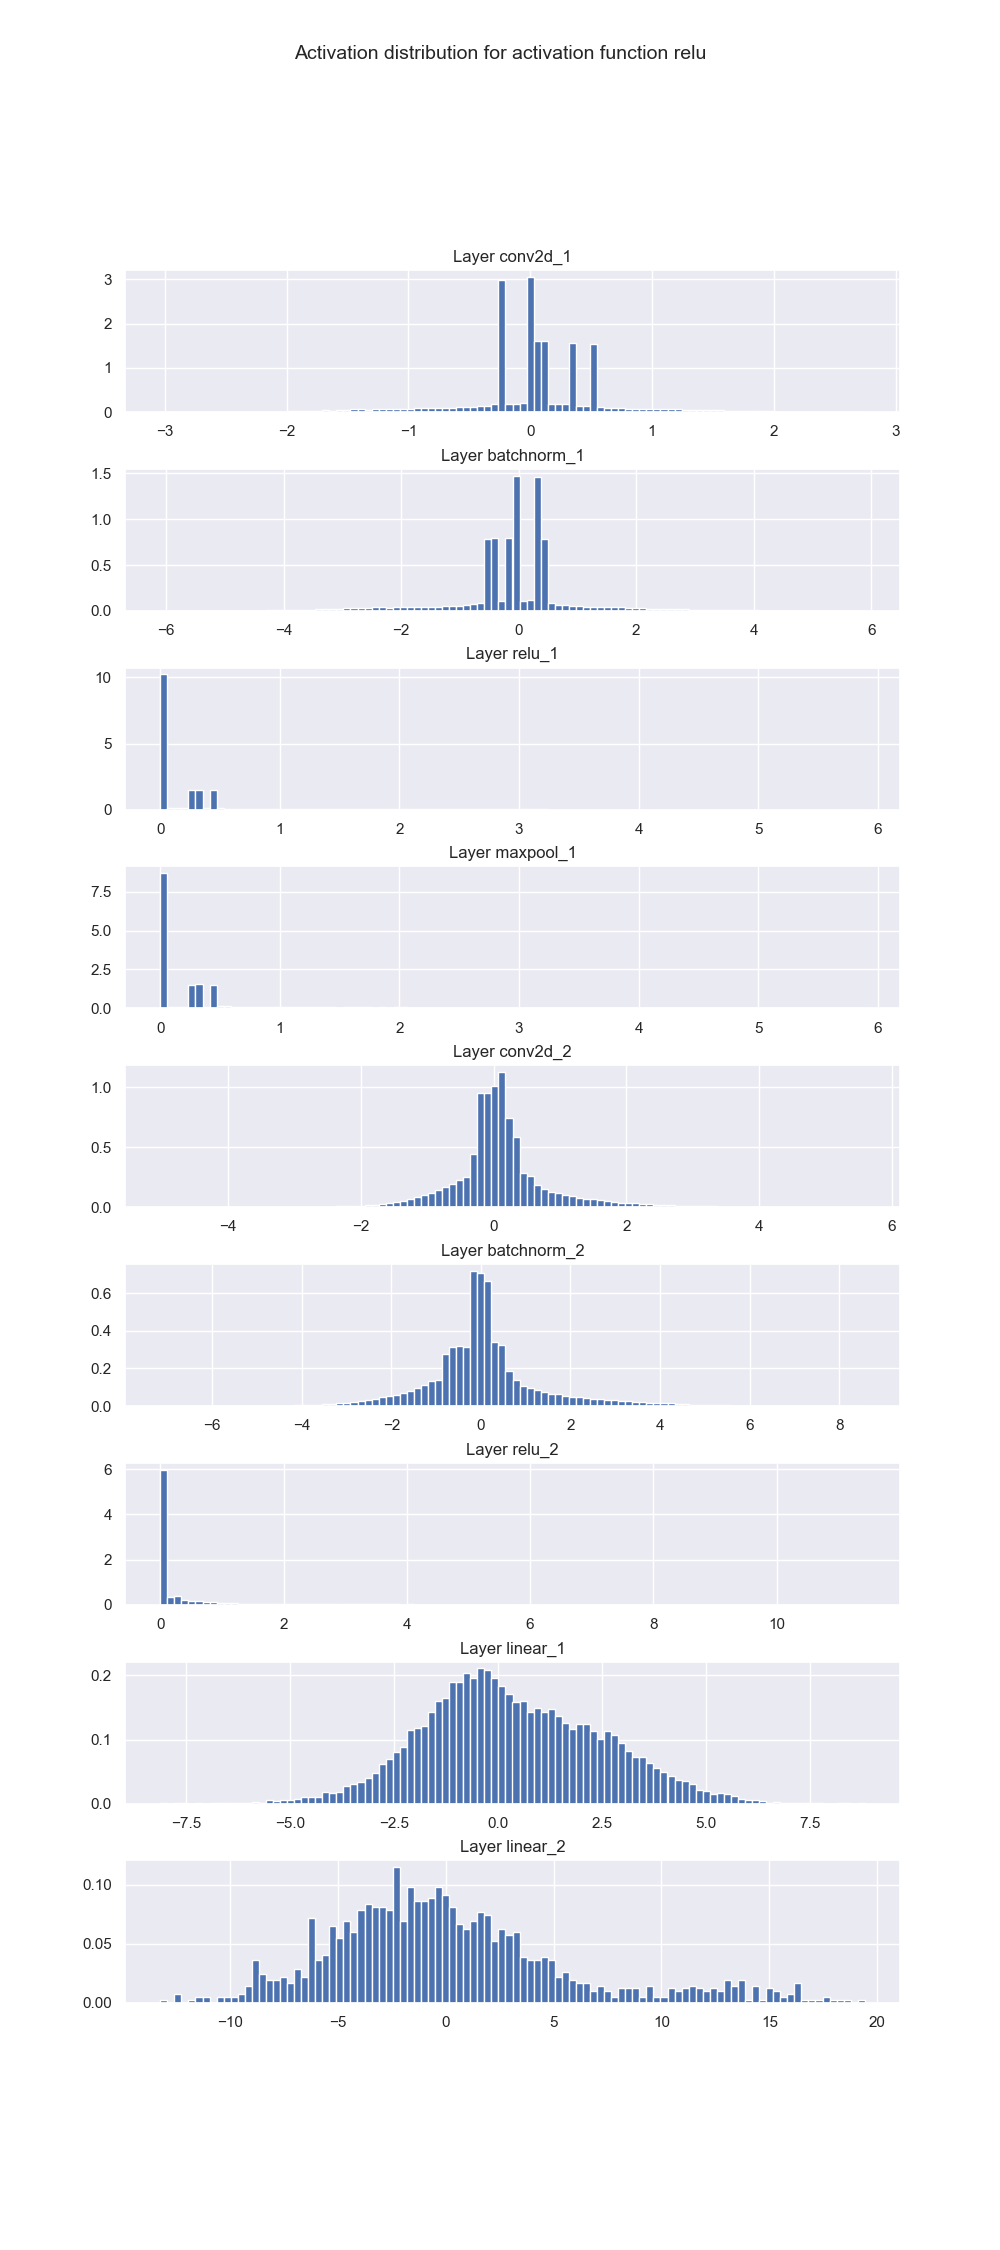 Activation distribution for activation function relu
Layer conv2d_1
3
2
1
0
−3 −2 −1 0 1 2 3
Layer batchnorm_1
1.5
1.0
0.5
0.0
−6 −4 −2 0 2 4 6
Layer relu_1
10
5
0
0 1 2 3 4 5 6
Layer maxpool_1
7.5
5.0
2.5
0.0
0 1 2 3 4 5 6
Layer conv2d_2
1.0
0.5
0.0
−4 −2 0 2 4 6
Layer batchnorm_2
0.6
0.4
0.2
0.0
−6 −4 −2 0 2 4 6 8
Layer relu_2
6
4
2
0
0 2 4 6 8 10
Layer linear_1
0.2
0.1
0.0
−7.5 −5.0 −2.5 0.0 2.5 5.0 7.5
Layer linear_2
0.10
0.05
0.00
−10 −5 0 5 10 15 20